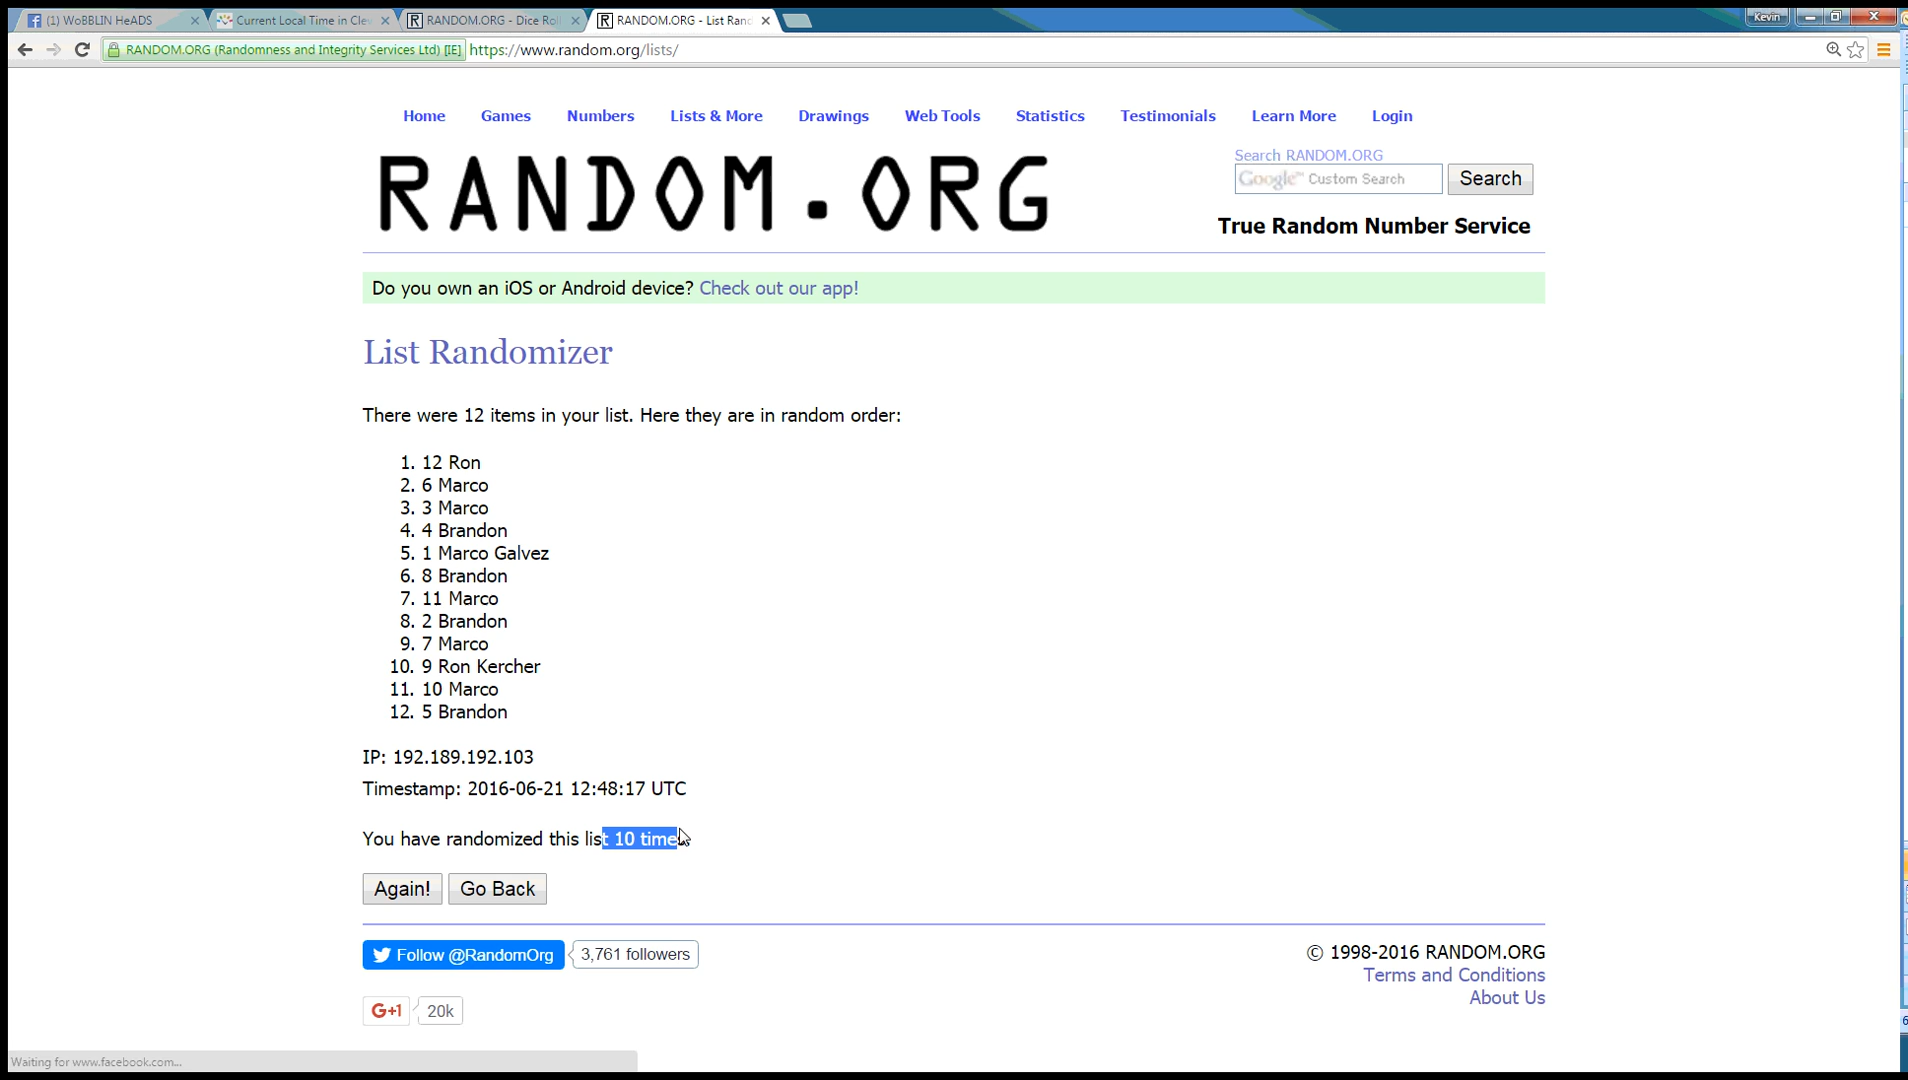 (1) WoBBLIN HeADS
Current Local Time in Clev
RANDOM.ORG - Dice Roll
RANDOM.ORG - List Rand
Kevin
RANDOM.ORG (Randomness and Integrity Services Ltd) [IE]
https://www.random.org/lists/
Home Games Numbers Lists & More Drawings Web Tools Statistics Testimonials Learn More Login
RANDOM.ORG
Search RANDOM.ORG
Google™ Custom Search
Search
True Random Number Service
Do you own an iOS or Android device? Check out our app!
List Randomizer
There were 12 items in your list. Here they are in random order:
1. 12 Ron
2. 6 Marco
3. 3 Marco
4. 4 Brandon
5. 1 Marco Galvez
6. 8 Brandon
7. 11 Marco
8. 2 Brandon
9. 7 Marco
10. 9 Ron Kercher
11. 10 Marco
12. 5 Brandon
IP: 192.189.192.103
Timestamp: 2016-06-21 12:48:17 UTC
You have randomized this list 10 time
Again! Go Back
Follow @RandomOrg 3,761 followers
G+1 20k
© 1998-2016 RANDOM.ORG
Terms and Conditions
About Us
Waiting for www.facebook.com...